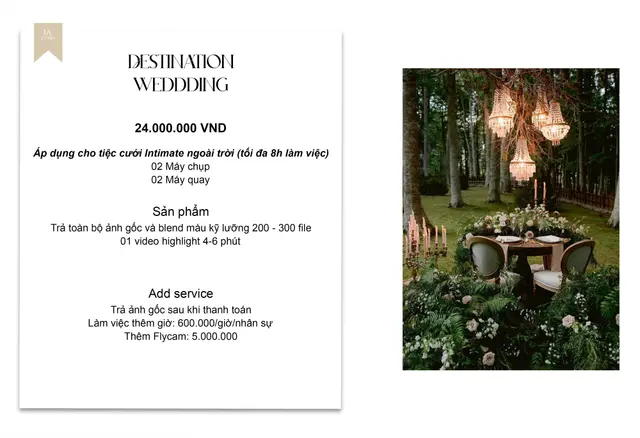 DESTINATION
WEDDDING
24.000.000 VND
Áp dụng cho tiệc cưới Intimate ngoài trời (tối đa 8h làm việc)
02 Máy chụp
02 Máy quay
Sản phẩm
Trả toàn bộ ảnh gốc và blend màu kỹ lưỡng 200 - 300 file
01 video highlight 4-6 phút
Add service
Trả ảnh gốc sau khi thanh toán
Làm việc thêm giờ: 600.000/giờ/nhân sự
Thêm Flycam: 5.000.000